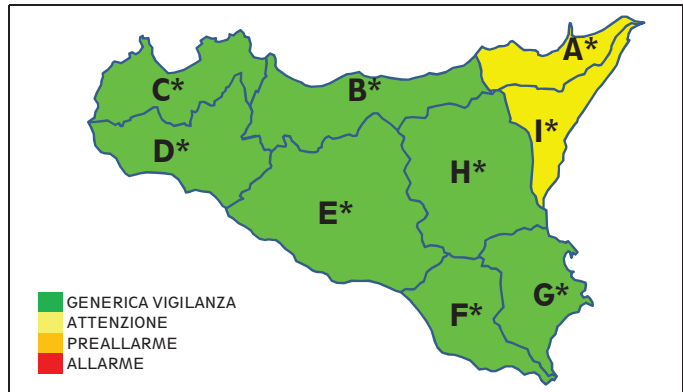 A*
C*
B*
I*
D*
H*
E*
G*
F*
GENERICA VIGILANZA
ATTENZIONE
PREALLARME
ALLARME